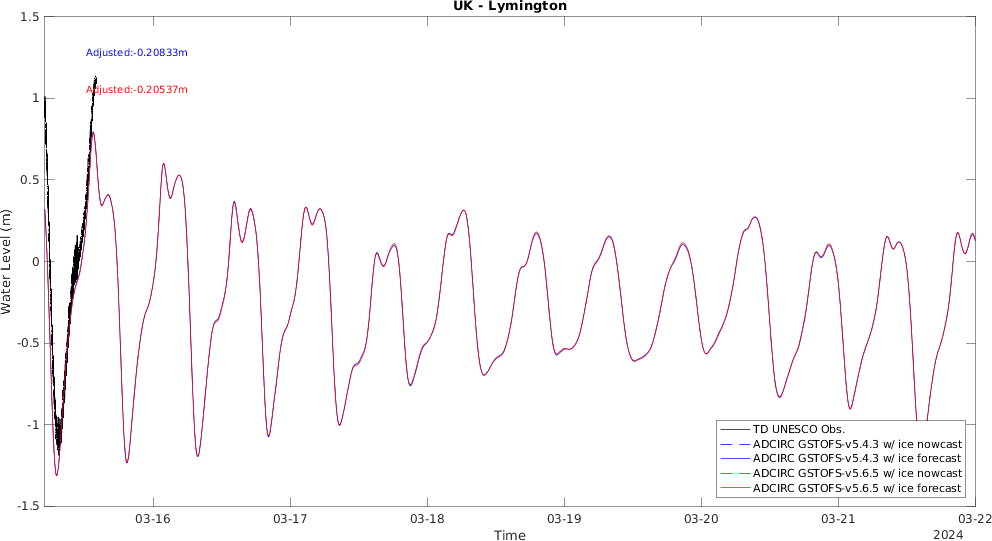 UK - Lymington
1.5
1
0.5
0
-0.5
-1
-1.5
Water Level (m)
Adjusted:-0.20833m
Adjusted:-0.20537m
TD UNESCO Obs.
ADCIRC GSTOFS-v5.4.3 w/ ice nowcast
ADCIRC GSTOFS-v5.4.3 w/ ice forecast
ADCIRC GSTOFS-v5.6.5 w/ ice nowcast
ADCIRC GSTOFS-v5.6.5 w/ ice forecast
03-16 03-17 03-18 03-19 03-20 03-21 03-22
Time
2024